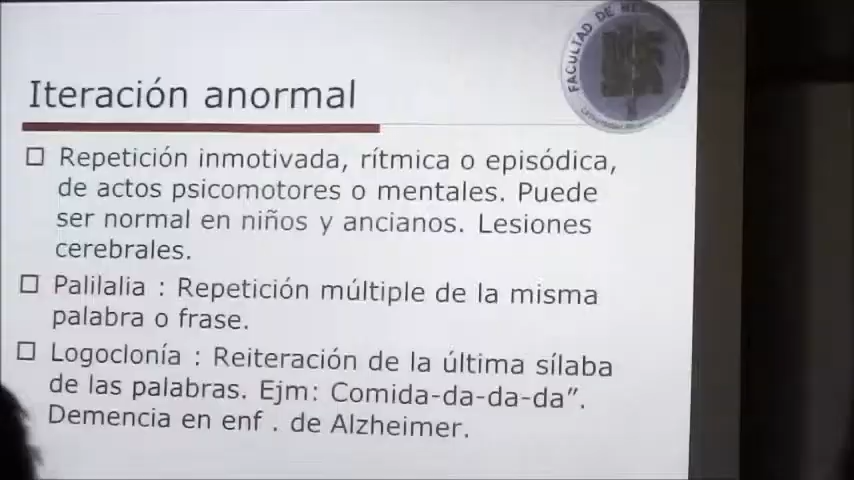 FACULTAD DE
Iteración anormal
Repetición inmotivada, rítmica o episódica,
de actos psicomotores o mentales. Puede
ser normal en niños y ancianos. Lesiones
cerebrales.
Palilalia : Repetición múltiple de la misma
palabra o frase.
Logoclonía : Reiteración de la última sílaba
de las palabras. Ejm: Comida-da-da-da”.
Demencia en enf . de Alzheimer.